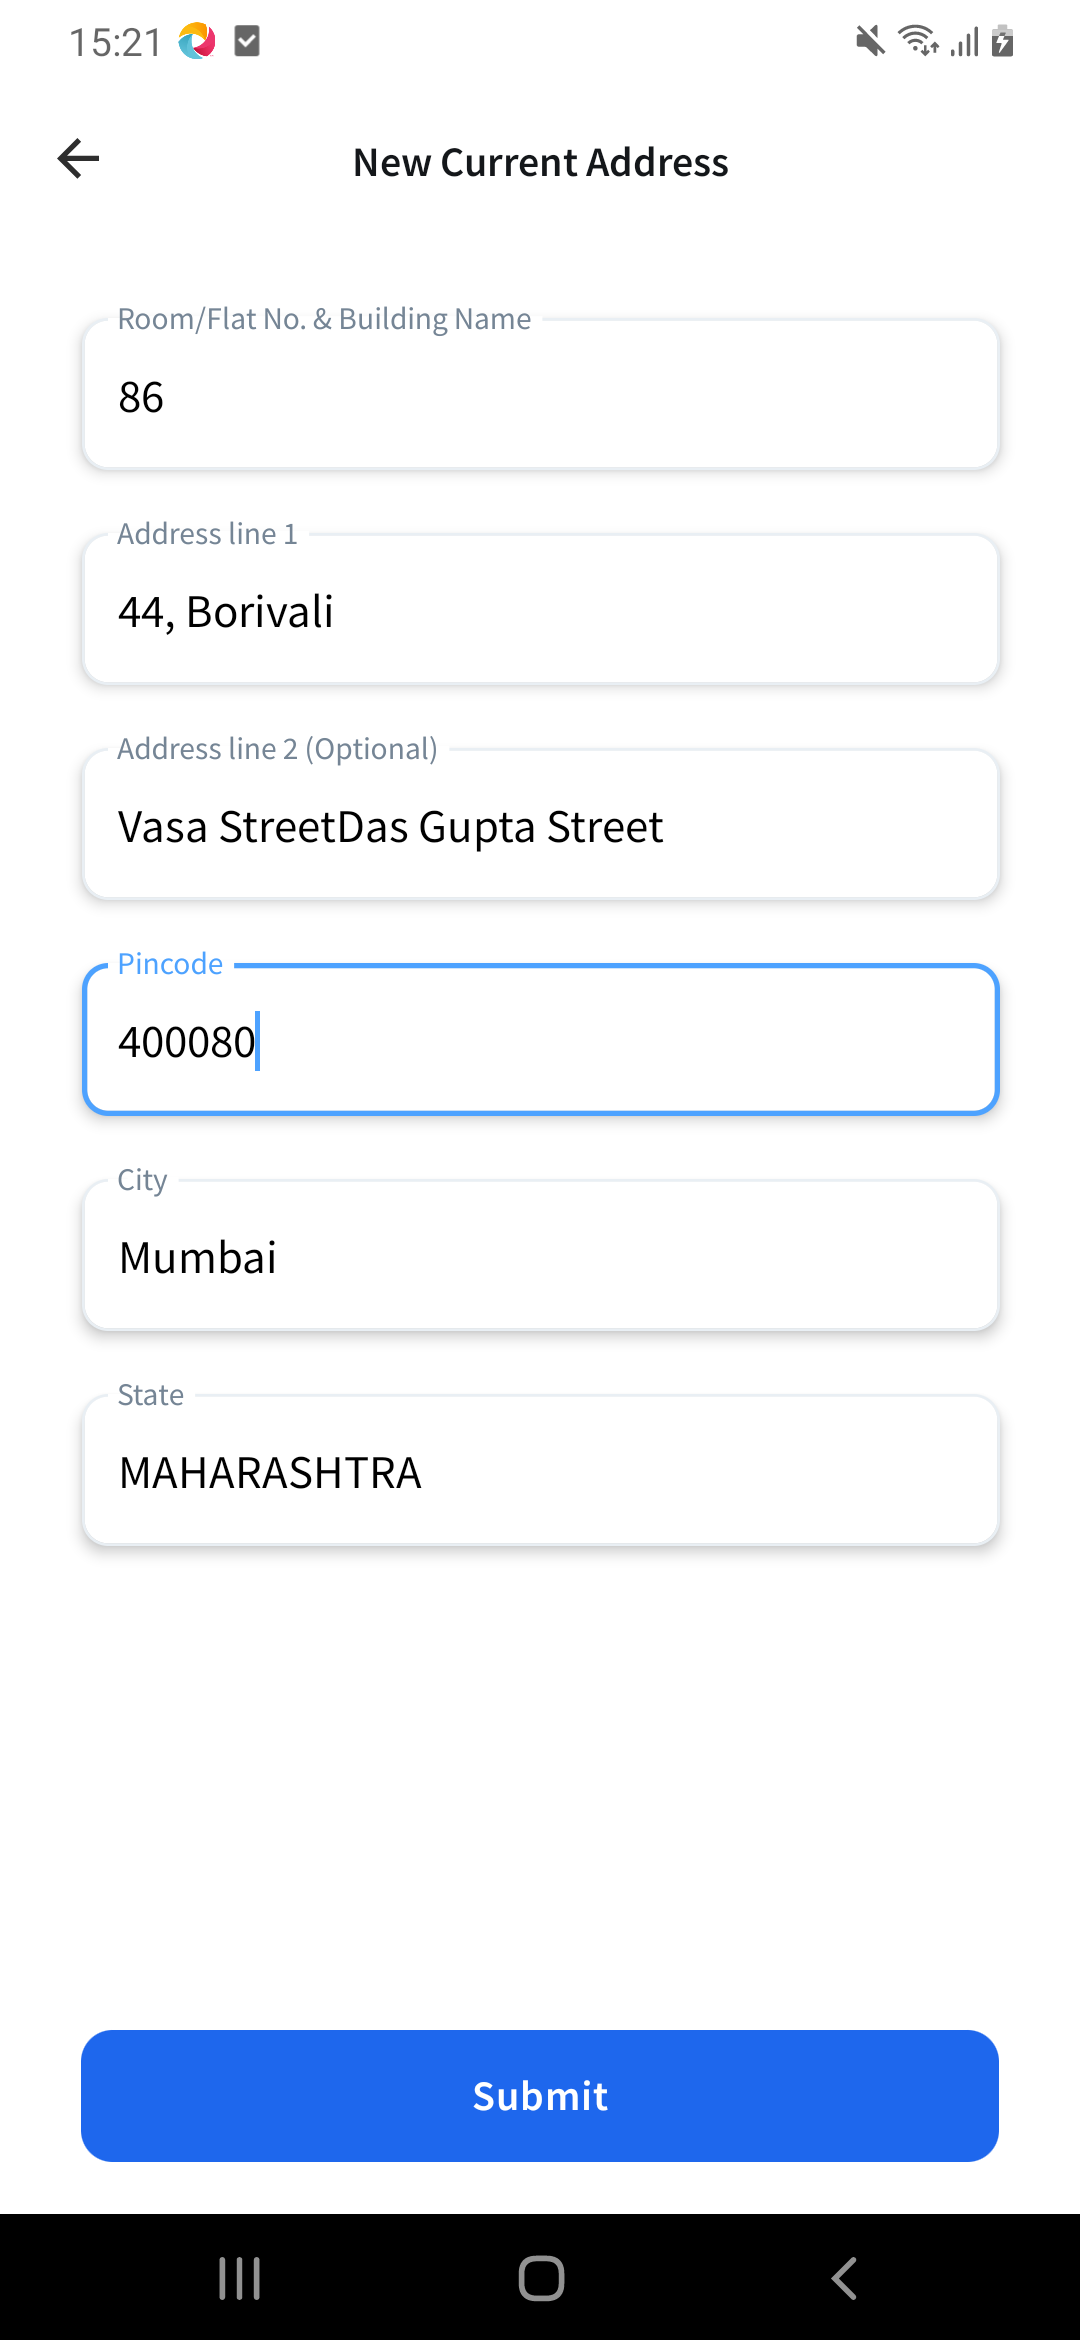 15:21
New Current Address
Room/Flat No. & Building Name
86
Address line 1
44, Borivali
Address line 2 (Optional)
Vasa StreetDas Gupta Street
Pincode
400080
City
Mumbai
State
MAHARASHTRA
Submit